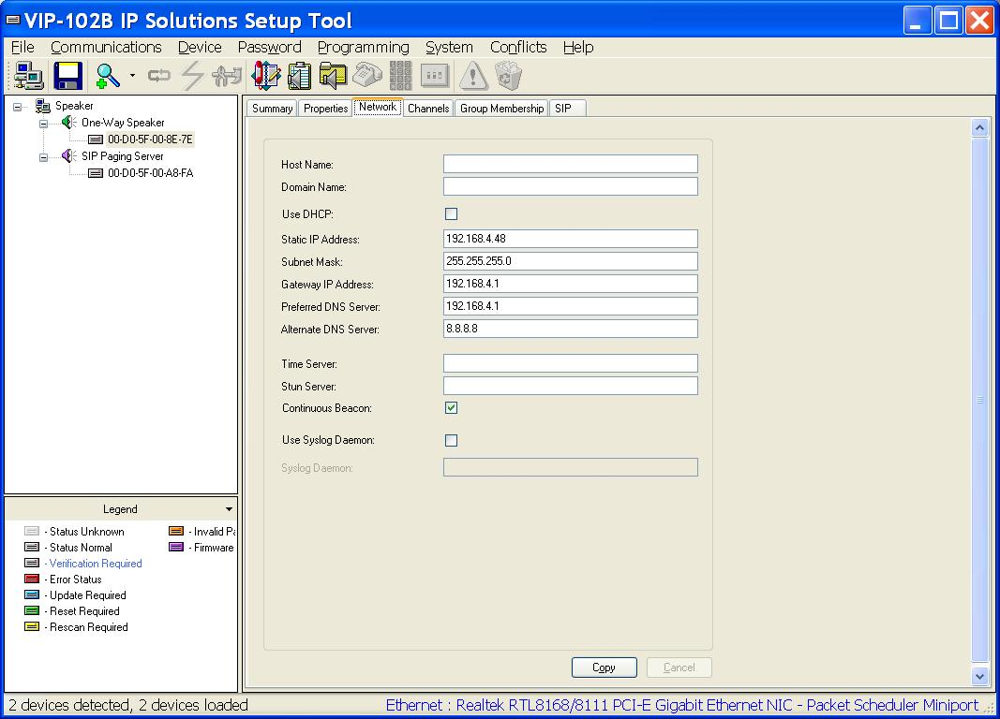 VIP-102B IP Solutions Setup Tool
File Communications Device Password Programming System Conflicts Help
Speaker
One-Way Speaker
00-D0-5F-00-8E-7E
SIP Paging Server
00-D0-5F-00-A8-FA
Summary Properties Network Channels Group Membership SIP
Host Name:
Domain Name:
Use DHCP:
Static IP Address: 192.168.4.48
Subnet Mask: 255.255.255.0
Gateway IP Address: 192.168.4.1
Preferred DNS Server: 192.168.4.1
Alternate DNS Server: 8.8.8.8
Time Server:
Stun Server:
Continuous Beacon:
Use Syslog Daemon:
Syslog Daemon:
Copy Cancel
Legend
- Status Unknown - Invalid Pa
- Status Normal - Firmware
- Verification Required
- Error Status
- Update Required
- Reset Required
- Rescan Required
2 devices detected, 2 devices loaded Ethernet : Realtek RTL8168/8111 PCI-E Gigabit Ethernet NIC - Packet Scheduler Miniport